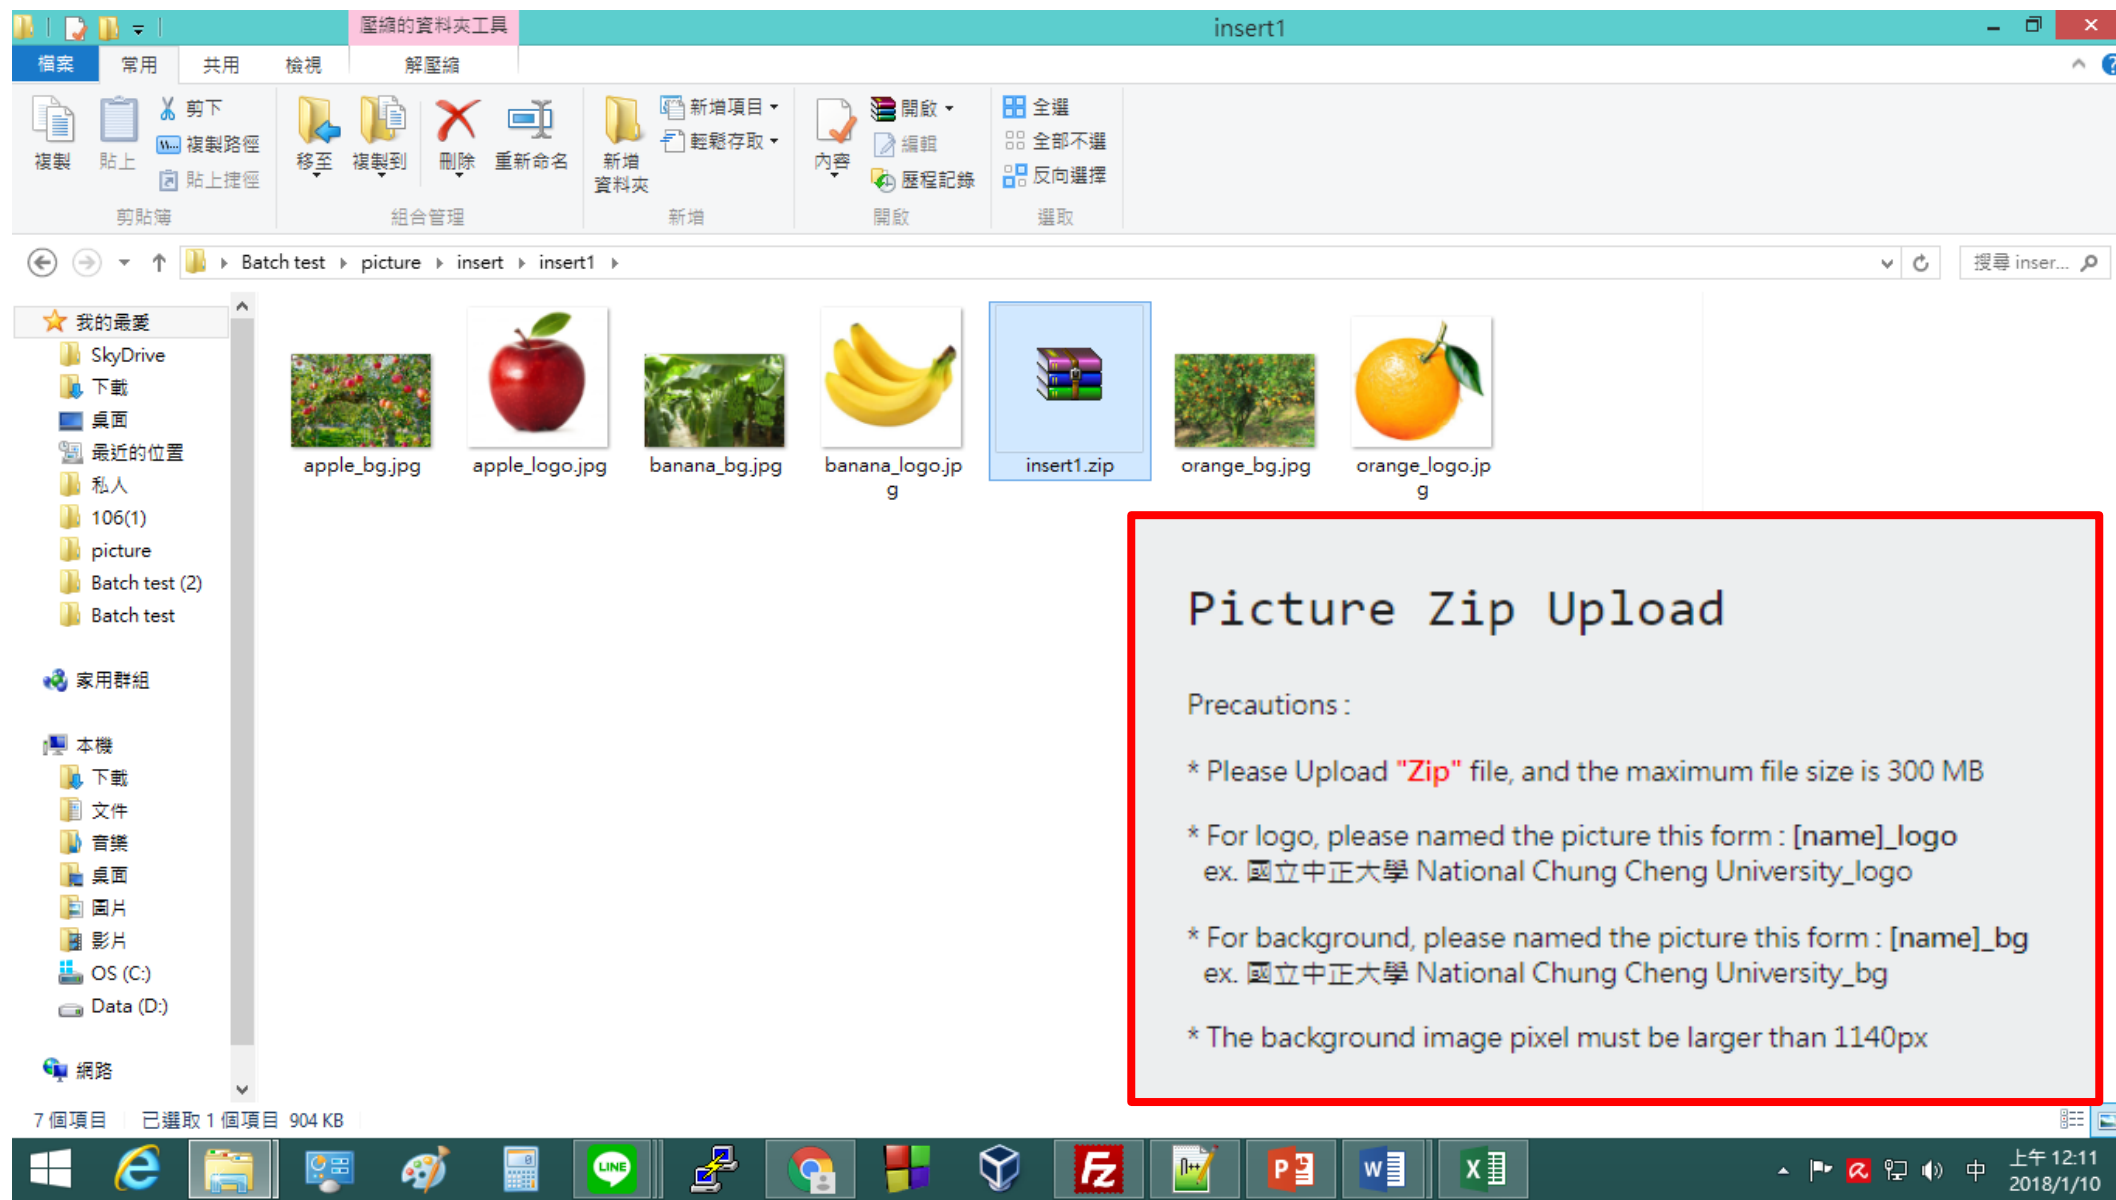 壓縮的資料夾工具
insert1
檔案 常用 共用 檢視 解壓縮
複製
貼上
剪下
複製路徑
貼上捷徑
剪貼簿
移至
複製到
刪除
重新命名
組合管理
新增
資料夾
新增項目
輕鬆存取
新增
內容
開啟
編輯
歷程記錄
開啟
全選
全部不選
反向選擇
選取
Batch test picture insert insert1
搜尋 inser...
我的最愛
SkyDrive
下載
桌面
最近的位置
私人
106(1)
picture
Batch test (2)
Batch test
家用群組
本機
下載
文件
音樂
桌面
圖片
影片
OS (C:)
Data (D:)
網路
apple_bg.jpg
apple_logo.jpg
banana_bg.jpg
banana_logo.jp
g
insert1.zip
orange_bg.jpg
orange_logo.jp
g
Picture Zip Upload
Precautions :
* Please Upload "Zip" file, and the maximum file size is 300 MB
* For logo, please named the picture this form : [name]_logo
ex. 國立中正大學 National Chung Cheng University_logo
* For background, please named the picture this form : [name]_bg
ex. 國立中正大學 National Chung Cheng University_bg
* The background image pixel must be larger than 1140px
7 個項目 已選取 1 個項目 904 KB
LINE
中
上午 12:11
2018/1/10